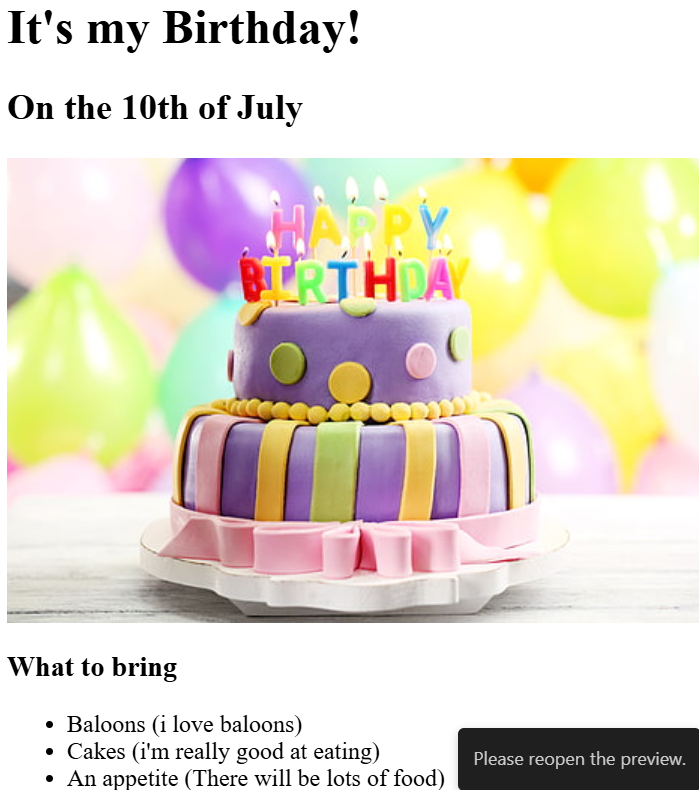 It's my Birthday!
On the 10th of July
HAPPY
BIRTHDAY
What to bring
Baloons (i love baloons)
Cakes (i'm really good at eating)
An appetite (There will be lots of food)
Please reopen the preview.